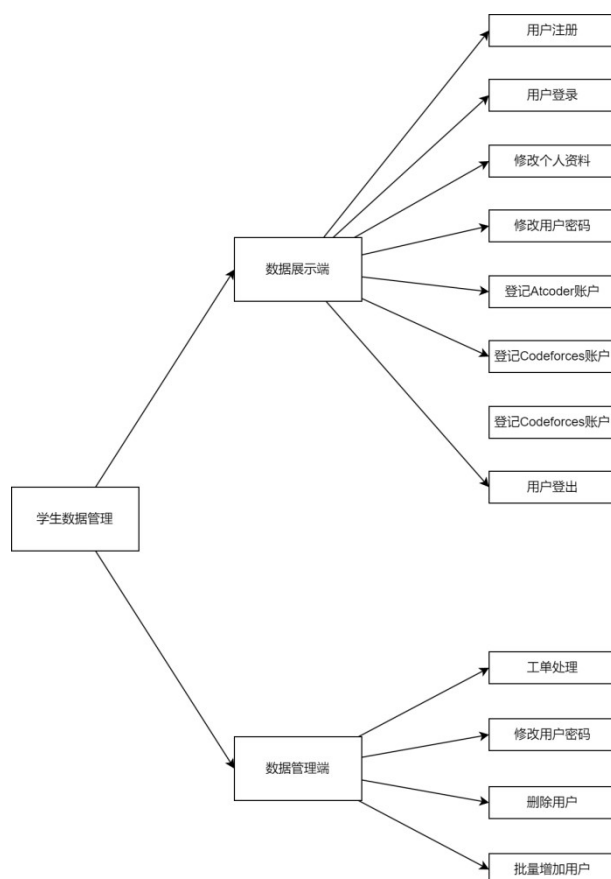 用户注册
用户登录
修改个人资料
修改用户密码
数据展示端
登记Atcoder账户
登记Codeforces账户
登记Codeforces账户
用户登出
学生数据管理
工单处理
修改用户密码
数据管理端
删除用户
批量增加用户